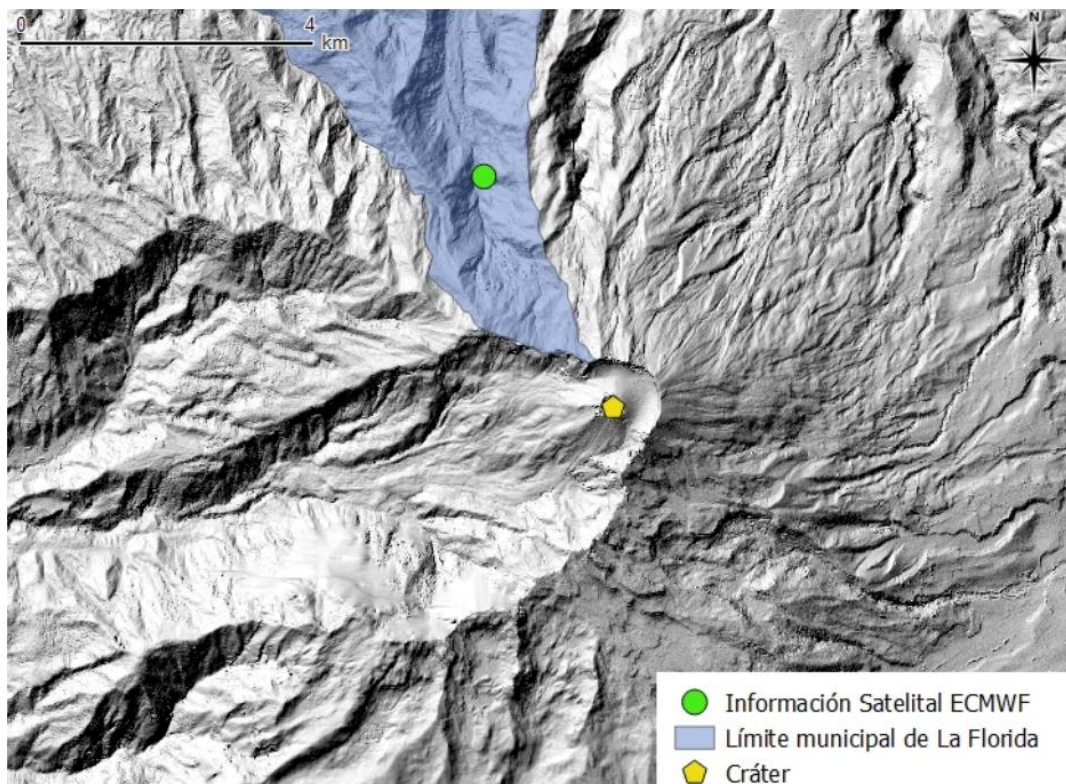 0 4
km
N
Información Satelital ECMWF
Límite municipal de La Florida
Cráter